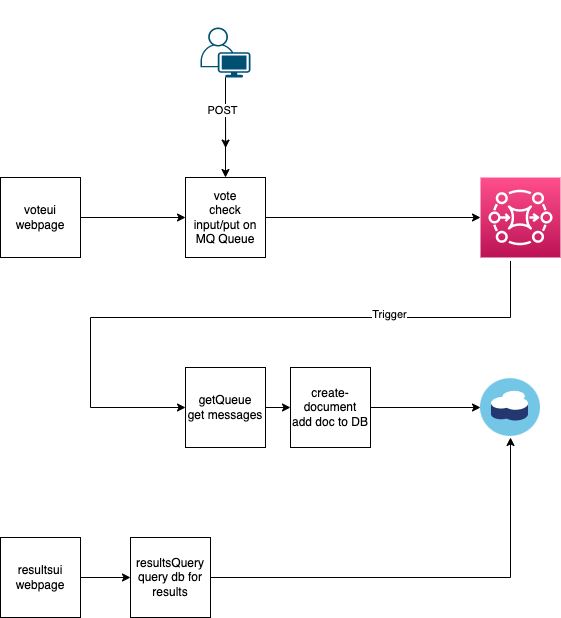 POST
voteui
webpage
vote
check
input/put on
MQ Queue
Trigger
getQueue
get messages
create-
document
add doc to DB
resultsui
webpage
resultsQuery
query db for
results